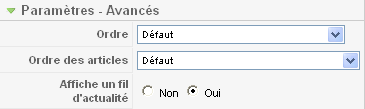 Paramètres - Avancés
Ordre Défaut
Ordre des articles Défaut
Affiche un fil
d'actualité Non Oui